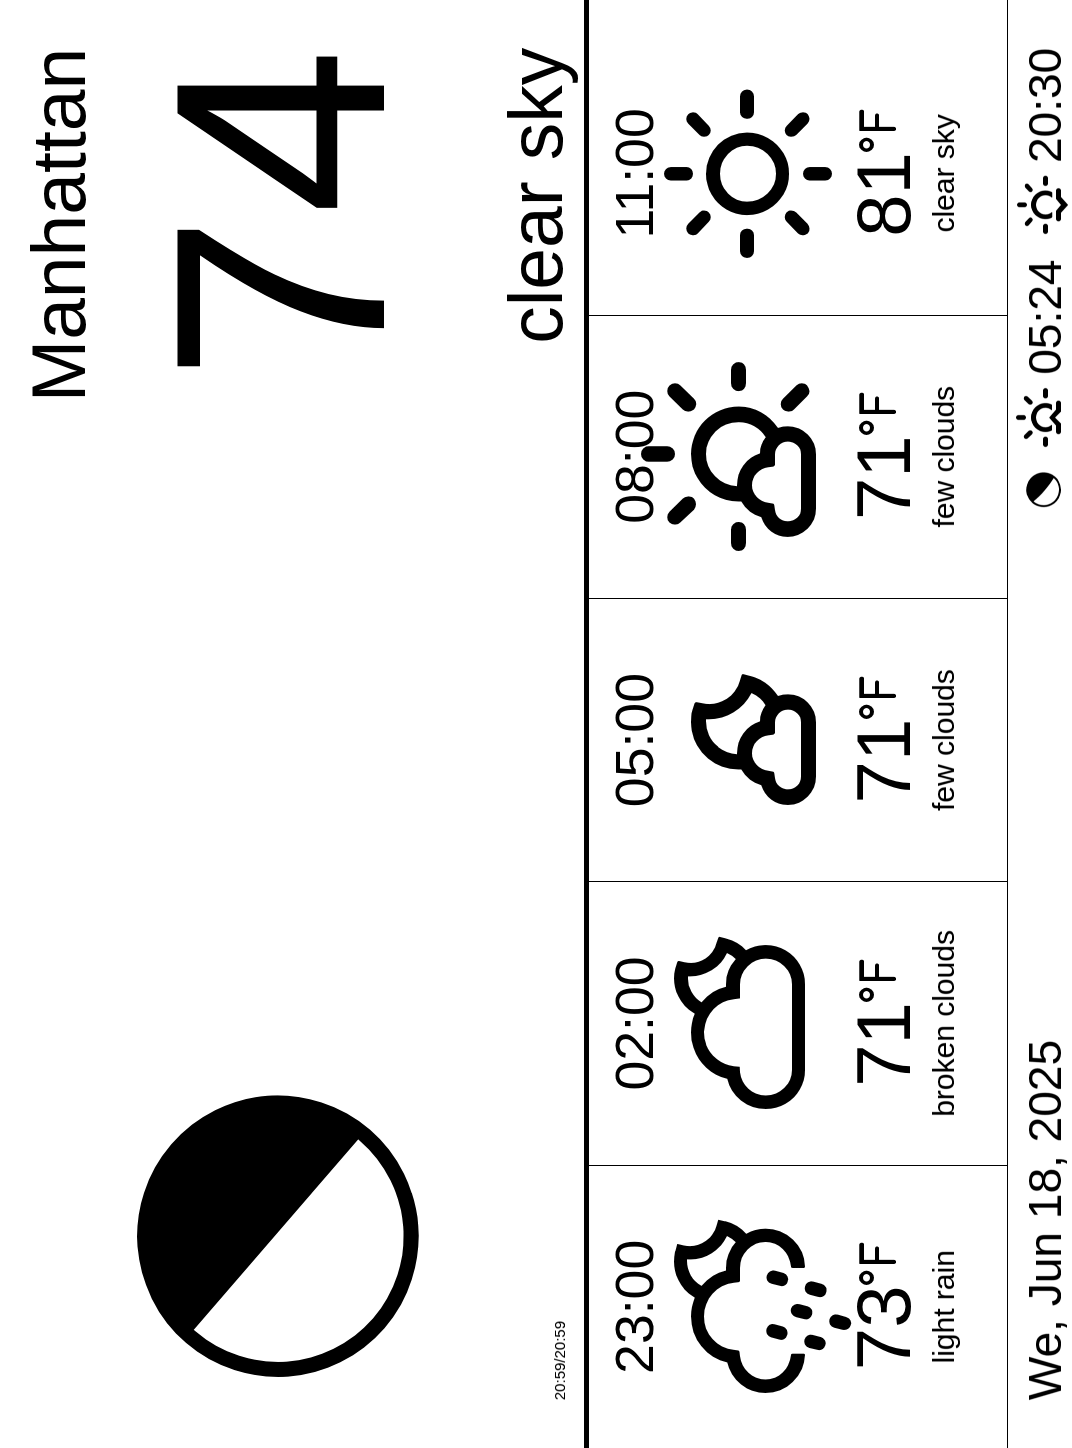 Manhattan
74
clear sky
20:59/20:59
23:00
73°F
light rain
02:00
71°F
broken clouds
05:00
71°F
few clouds
08:00
71°F
few clouds
11:00
81°F
clear sky
We, Jun 18, 2025
05:24
20:30